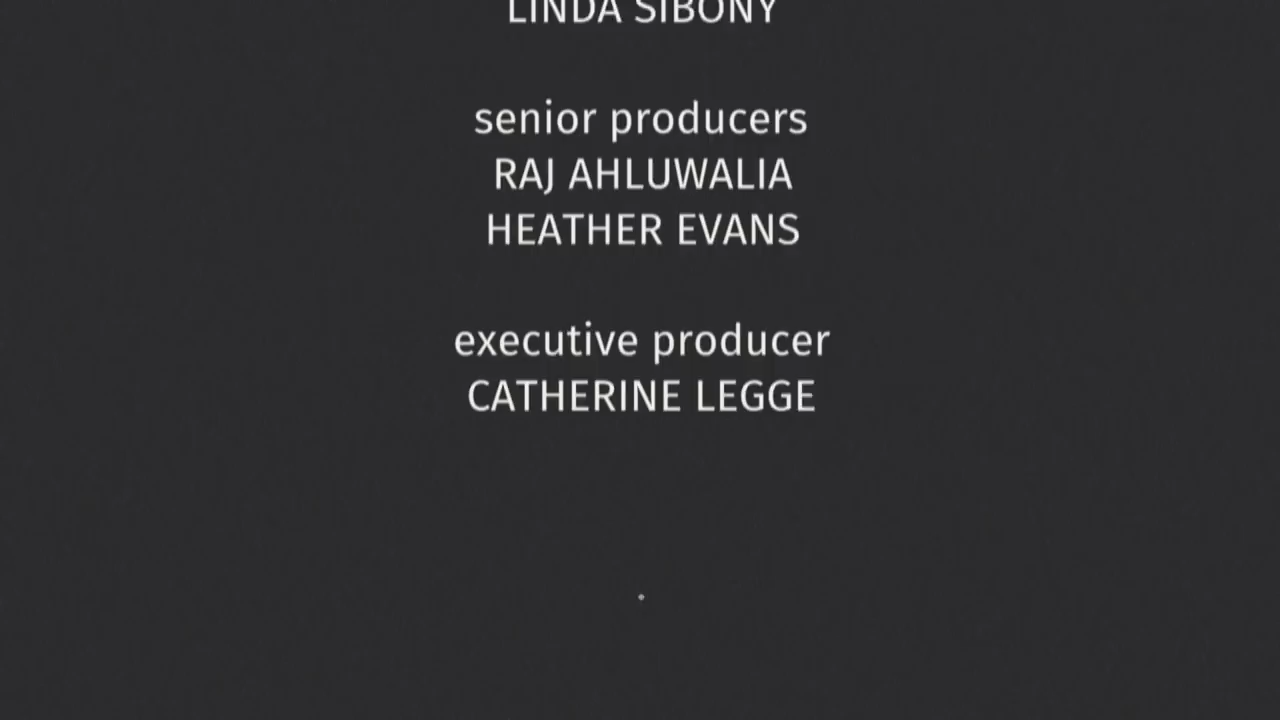 LINDA SIBONY
senior producers
RAJ AHLUWALIA
HEATHER EVANS
executive producer
CATHERINE LEGGE